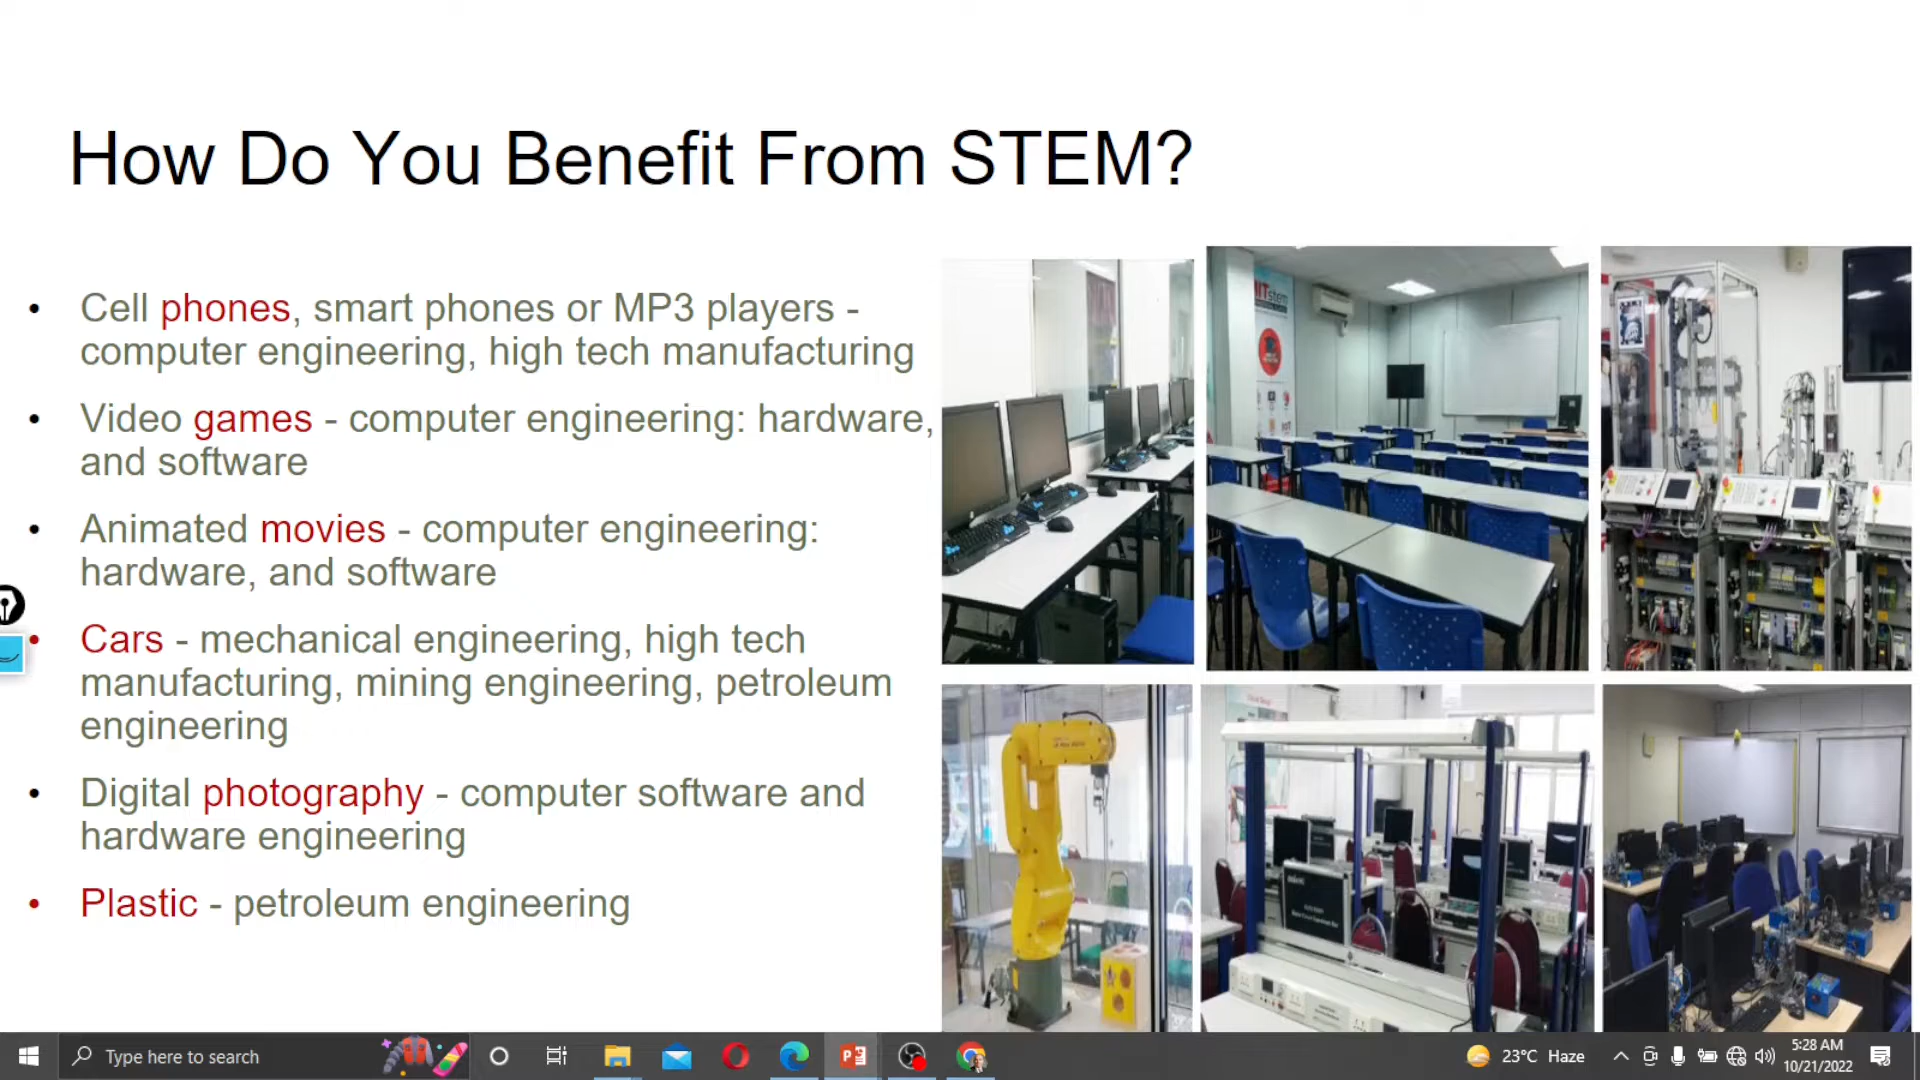 How Do You Benefit From STEM?
• Cell phones, smart phones or MP3 players -
computer engineering, high tech manufacturing
• Video games - computer engineering: hardware,
and software
• Animated movies - computer engineering:
hardware, and software
• Cars - mechanical engineering, high tech
manufacturing, mining engineering, petroleum
engineering
• Digital photography - computer software and
hardware engineering
• Plastic - petroleum engineering
Type here to search
23°C Haze
5:28 AM
10/21/2022